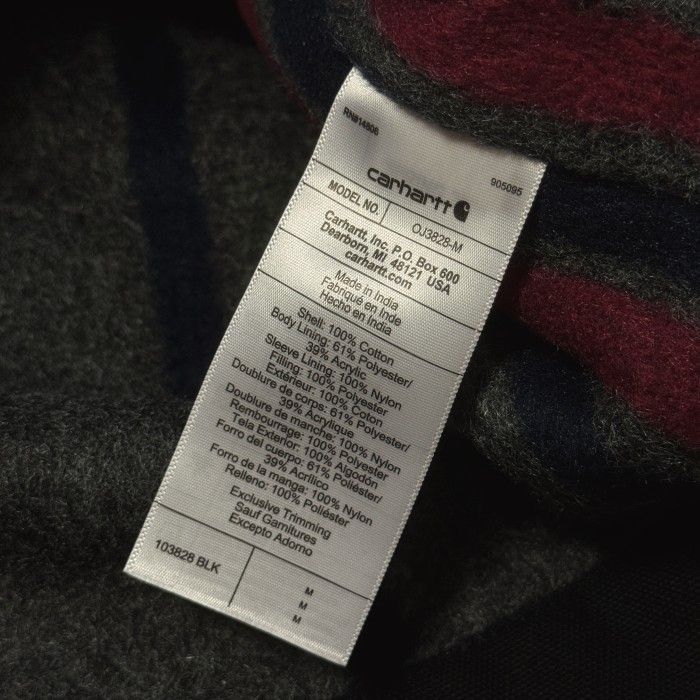 RN#14806
905095
carhartt
MODEL NO. OJ3828-M
Carhartt, Inc. P.O. Box 600
Dearborn, MI 48121 USA
carhartt.com
Made in India
Fabriqué en Inde
Hecho en India
Shell: 100% Cotton
Body Lining: 61% Polyester/
39% Acrylic
Sleeve Lining: 100% Nylon
Filling: 100% Polyester
Extérieur: 100% Coton
Doublure de corps: 61% Polyester/
39% Acrylique
Doublure de manche: 100% Nylon
Rembourrage: 100% Polyester
Tela Exterior: 100% Algodón
Forro del cuerpo: 61% Poliéster/
39% Acrilico
Forro de la manga: 100% Nylon
Relleno: 100% Poliéster
Exclusive Trimming
Sauf Garnitures
Excepto Adorno
103828 BLK
M
M
M